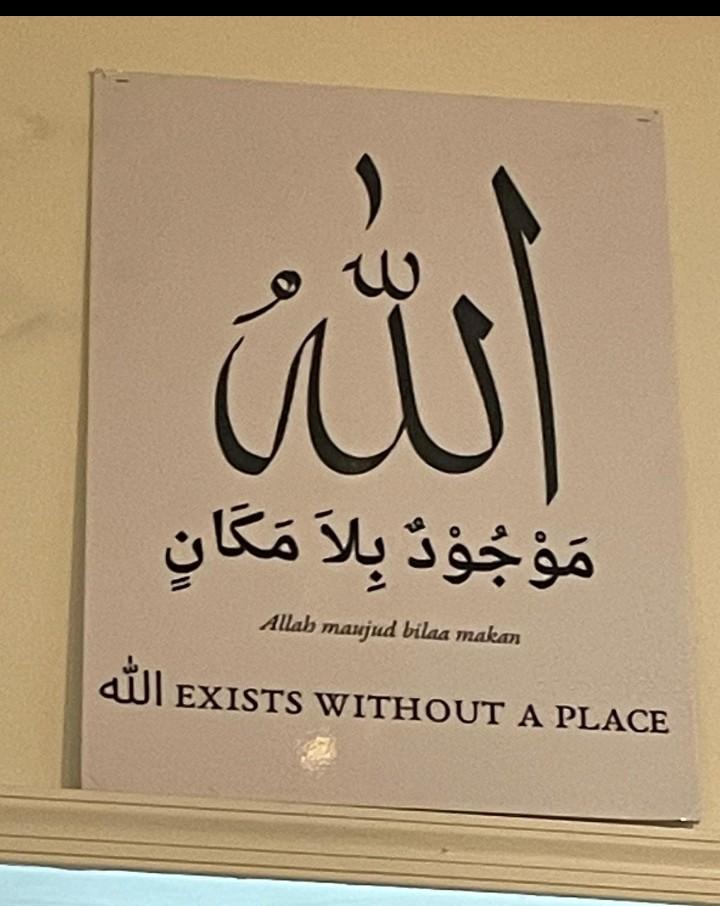 اللهُ
مَوْجُوْدٌ بِلاَ مَكَانٍ
Allah maujud bilaa makan
الله EXISTS WITHOUT A PLACE